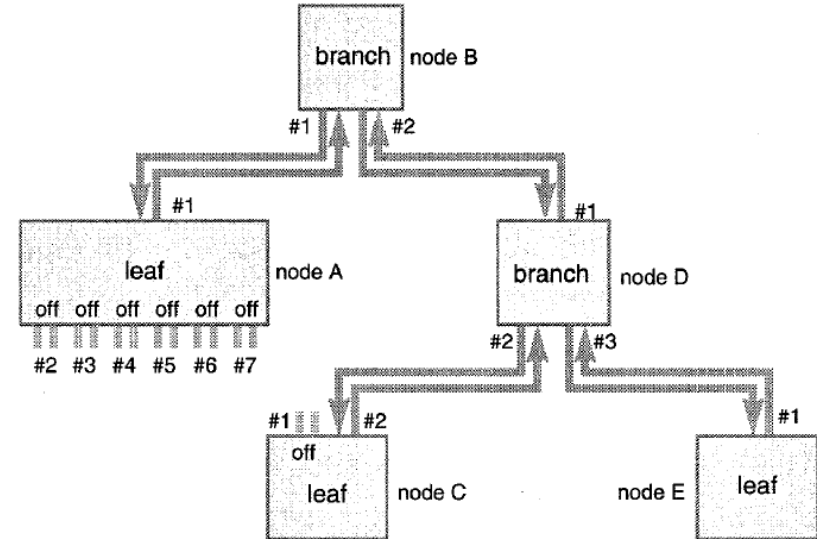 branch node B
#1 #2
#1 #1
leaf node A
branch node D
off off off off off off
#2 #3 #4 #5 #6 #7
#2 #3
#1 #2 #1
off
leaf node C
node E leaf